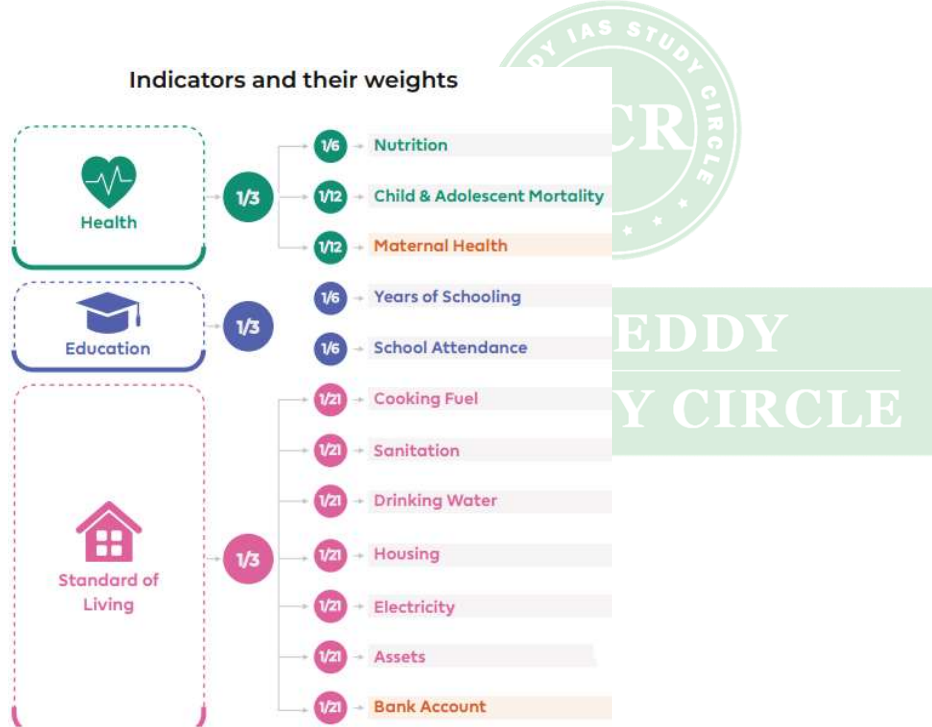 Indicators and their weights
DY IAS STUDY CIRCLE
CR
1/6 Nutrition
1/3
1/12 Child & Adolescent Mortality
Health
1/12 Maternal Health
1/6 Years of Schooling
1/3
Education
1/6 School Attendance
EDDY
Y CIRCLE
1/21 Cooking Fuel
1/21 Sanitation
1/21 Drinking Water
1/3
1/21 Housing
Standard of
Living
1/21 Electricity
1/21 Assets
1/21 Bank Account